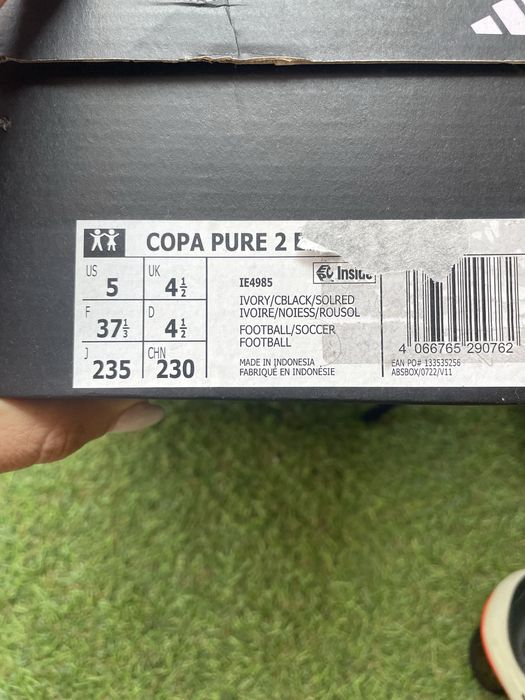 COPA PURE 2
Inside
US
5
UK
4½
F
37⅓
D
4½
J
235
CHN
230
IE4985
IVORY/CBLACK/SOLRED
IVOIRE/NOIESS/ROUSOL
FOOTBALL/SOCCER
FOOTBALL
MADE IN INDONESIA
FABRIQUÉ EN INDONÉSIE
4 066765 290762
EAN PO# 133535256
ABSBOX/0722/V11